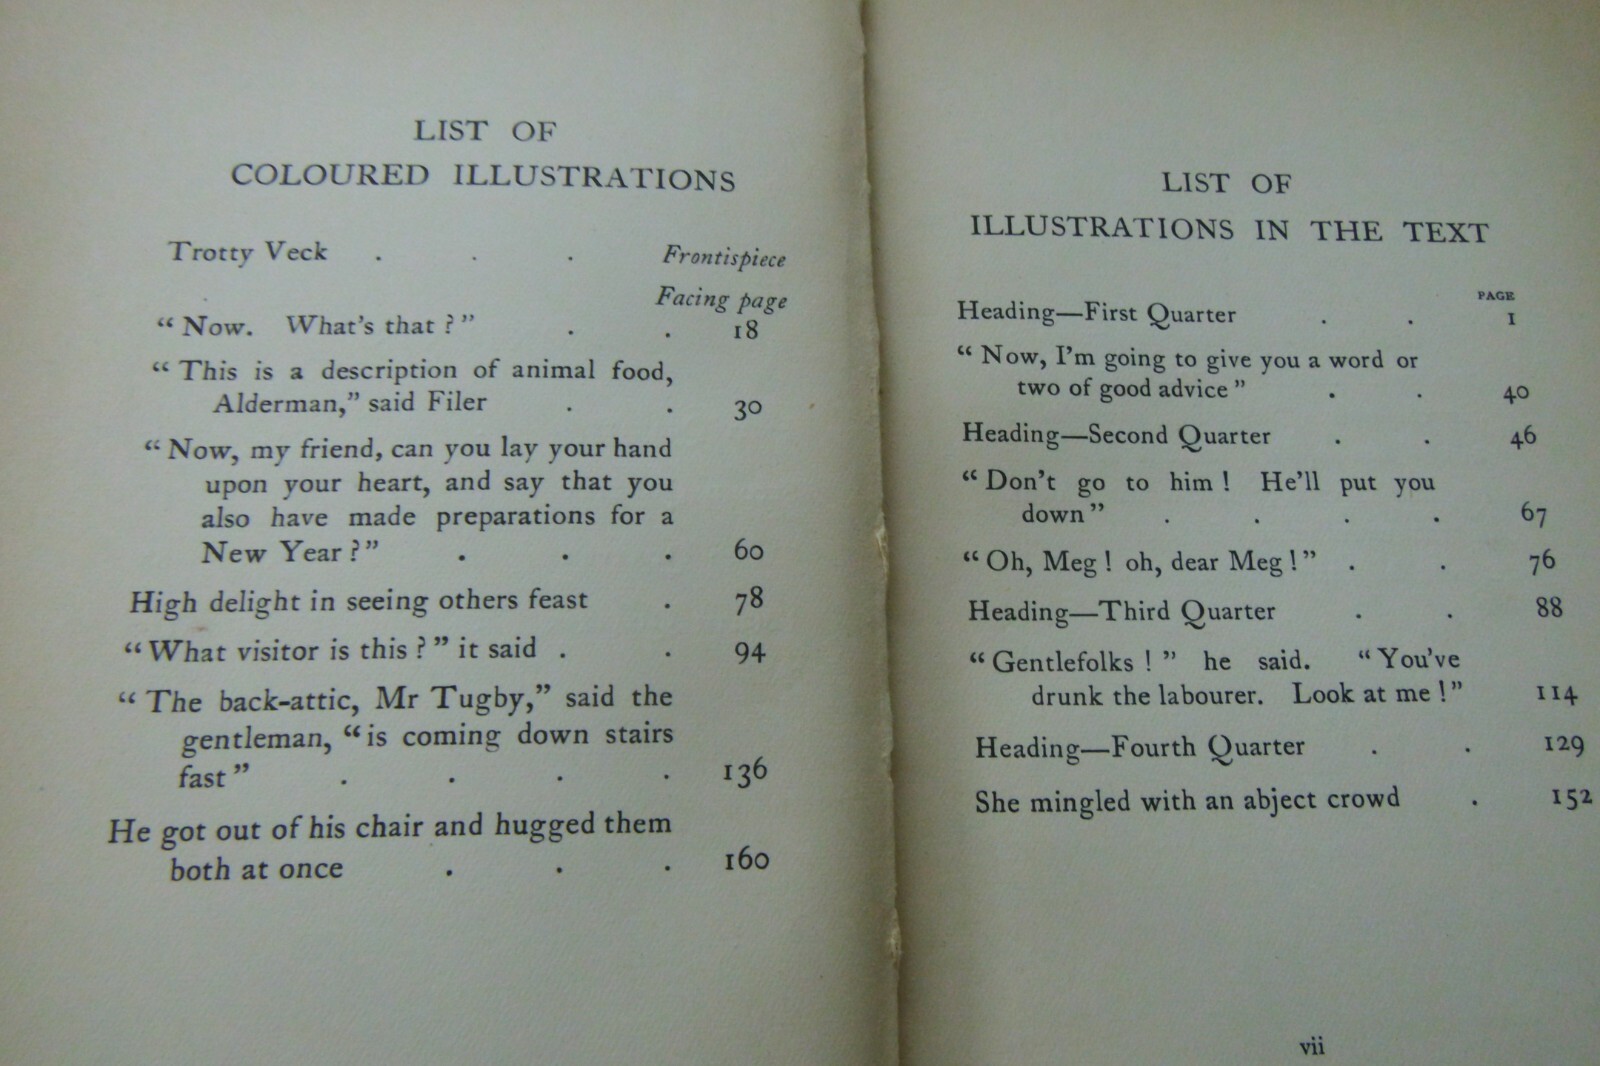 LIST OF
COLOURED ILLUSTRATIONS
Trotty Veck . . . Frontispiece
Facing page
“Now. What's that?” . . 18
“This is a description of animal food,
Alderman,” said Filer . . 30
“Now, my friend, can you lay your hand
upon your heart, and say that you
also have made preparations for a
New Year?” . . . 60
High delight in seeing others feast . 78
“What visitor is this?” it said . . 94
“The back-attic, Mr Tugby,” said the
gentleman, “is coming down stairs
fast” . . . . 136
He got out of his chair and hugged them
both at once . . . 160
LIST OF
ILLUSTRATIONS IN THE TEXT
PAGE
Heading—First Quarter . . 1
“Now, I'm going to give you a word or
two of good advice” . . 40
Heading—Second Quarter . . 46
“Don't go to him! He'll put you
down” . . . . 67
“Oh, Meg! oh, dear Meg!” . . 76
Heading—Third Quarter . . 88
“Gentlefolks!” he said. “You've
drunk the labourer. Look at me!” 114
Heading—Fourth Quarter . . 129
She mingled with an abject crowd . 152
vii